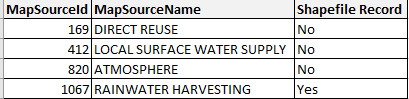 MapSourceId MapSourceName Shapefile Record
169 DIRECT REUSE No
412 LOCAL SURFACE WATER SUPPLY No
820 ATMOSPHERE No
1067 RAINWATER HARVESTING Yes